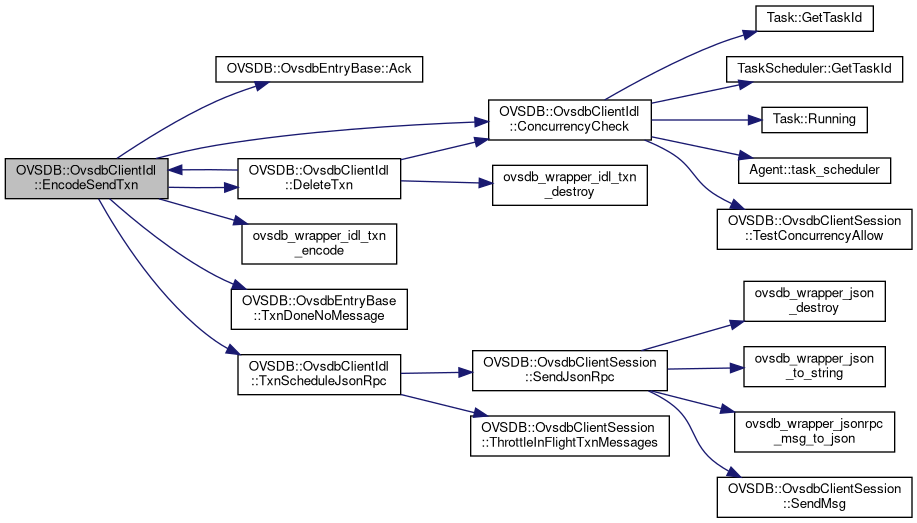 Task::GetTaskId
OVSDB::OvsdbEntryBase::Ack
TaskScheduler::GetTaskId
OVSDB::OvsdbClientIdl
::ConcurrencyCheck
Task::Running
OVSDB::OvsdbClientIdl
::EncodeSendTxn
OVSDB::OvsdbClientIdl
::DeleteTxn
ovsdb_wrapper_idl_txn
_destroy
Agent::task_scheduler
OVSDB::OvsdbClientSession
::TestConcurrencyAllow
ovsdb_wrapper_idl_txn
_encode
OVSDB::OvsdbEntryBase
::TxnDoneNoMessage
ovsdb_wrapper_json
_destroy
OVSDB::OvsdbClientIdl
::TxnScheduleJsonRpc
OVSDB::OvsdbClientSession
::SendJsonRpc
ovsdb_wrapper_json
_to_string
OVSDB::OvsdbClientSession
::ThrottleInFlightTxnMessages
ovsdb_wrapper_jsonrpc
_msg_to_json
OVSDB::OvsdbClientSession
::SendMsg